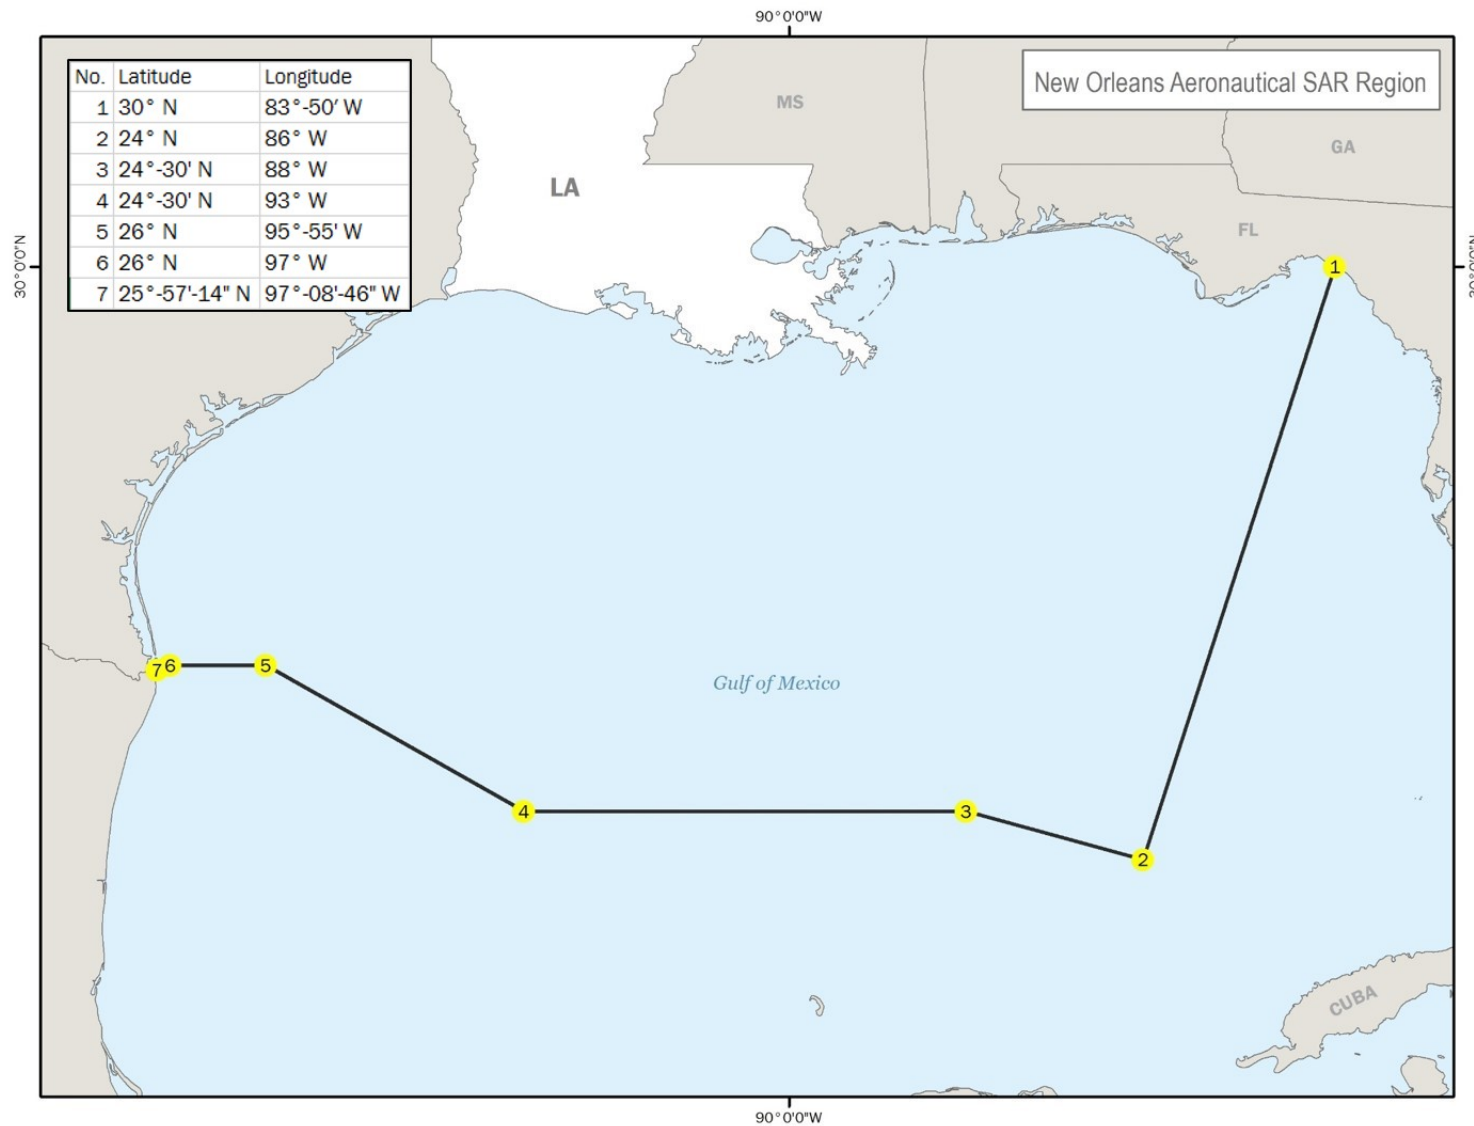 90°0'0"W
No. Latitude Longitude
1 30° N 83°-50' W
2 24° N 86° W
3 24°-30' N 88° W
4 24°-30' N 93° W
5 26° N 95°-55' W
6 26° N 97° W
7 25°-57'-14" N 97°-08'-46" W
New Orleans Aeronautical SAR Region
MS
GA
LA
FL
30°0'0"N
30°0'0"N
1
7
6
5
Gulf of Mexico
4
3
2
CUBA
90°0'0"W